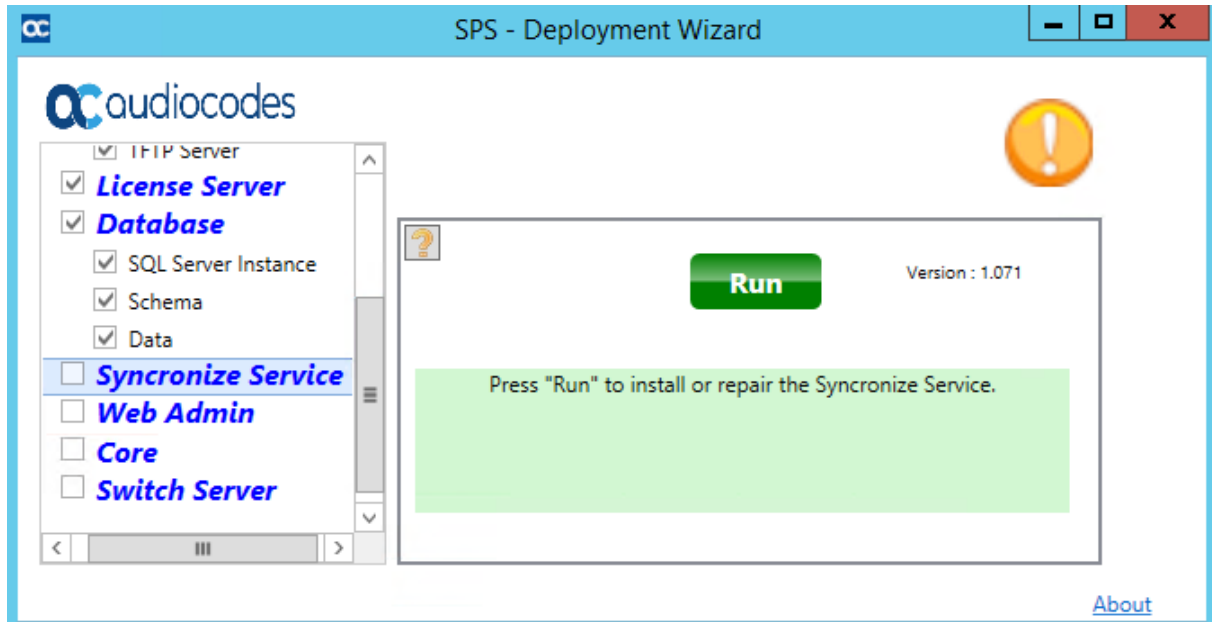 SPS - Deployment Wizard
audiocodes
TFTP Server
License Server
Database
SQL Server Instance
Schema
Data
Syncronize Service
Web Admin
Core
Switch Server
Run
Version : 1.071
Press "Run" to install or repair the Syncronize Service.
About